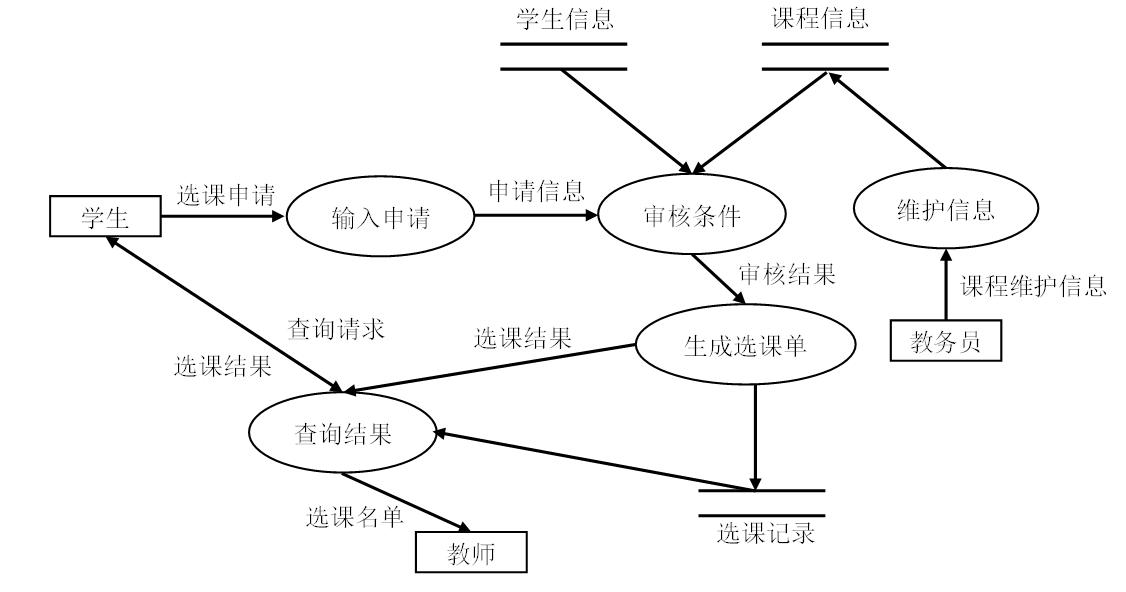 学生信息
课程信息
选课申请
申请信息
学生
输入申请
审核条件
维护信息
审核结果
课程维护信息
查询请求
选课结果
生成选课单
教务员
选课结果
查询结果
选课名单
选课记录
教师